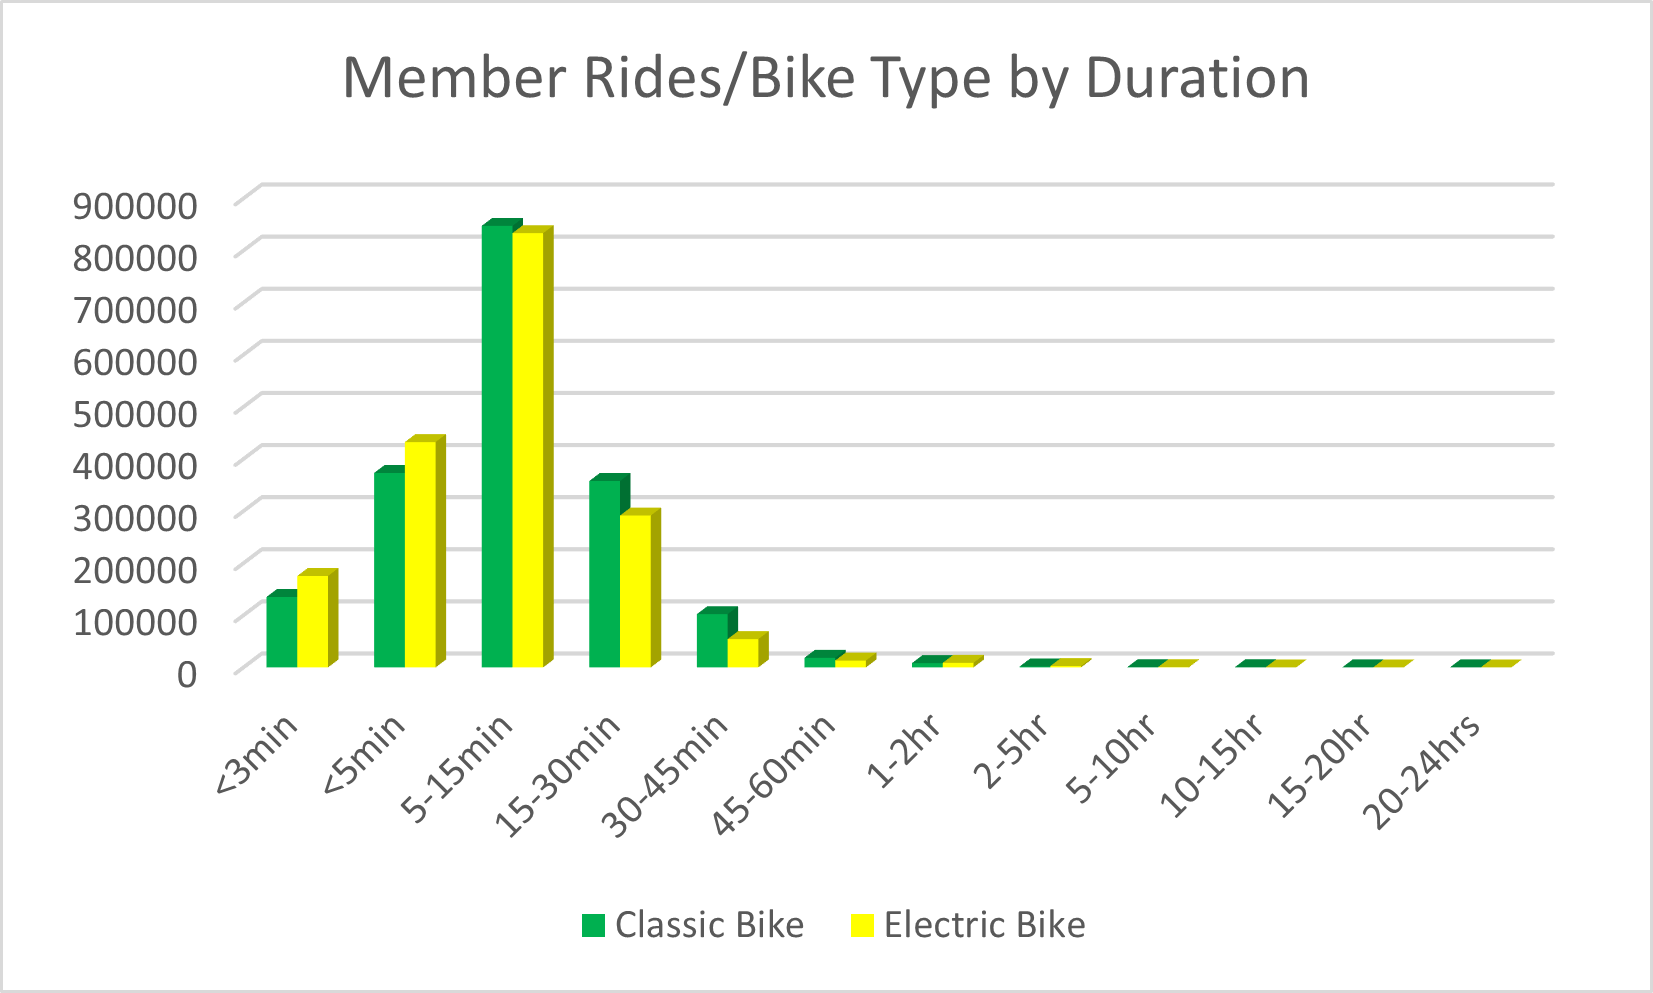 Member Rides/Bike Type by Duration
900000
800000
700000
600000
500000
400000
300000
200000
100000
0
<3min
<5min
5-15min
15-30min
30-45min
45-60min
1-2hr
2-5hr
5-10hr
10-15hr
15-20hr
20-24hrs
Classic Bike
Electric Bike